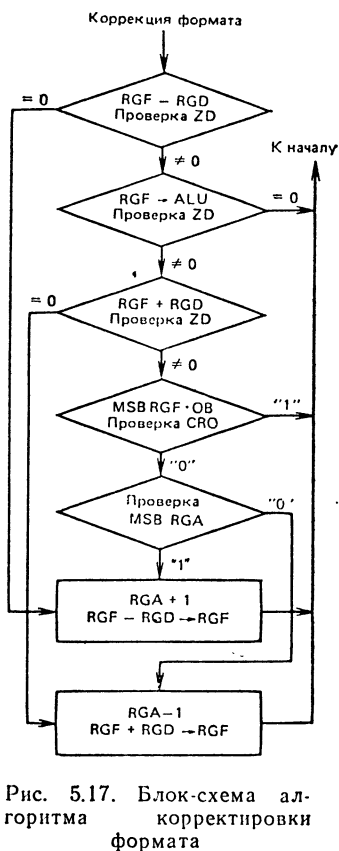 Коррекция формата
= 0
RGF – RGD
Проверка ZD
К началу
≠ 0
RGF → ALU
Проверка ZD
= 0
≠ 0
= 0
RGF + RGD
Проверка ZD
≠ 0
MSB RGF · OB
Проверка CRO
"1"
"0"
Проверка
MSB RGA
"0"
"1"
RGA + 1
RGF – RGD → RGF
RGA – 1
RGF + RGD → RGF
Рис. 5.17. Блок-схема ал-
горитма корректировки
формата